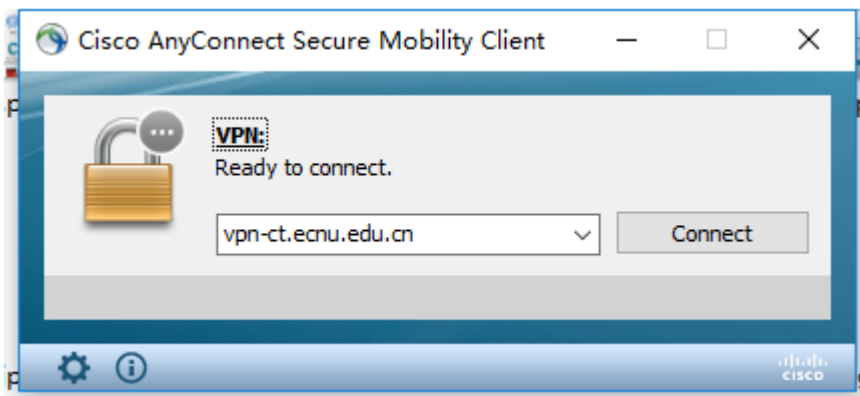 Cisco AnyConnect Secure Mobility Client
VPN:
Ready to connect.
vpn-ct.ecnu.edu.cn
Connect
CISCO